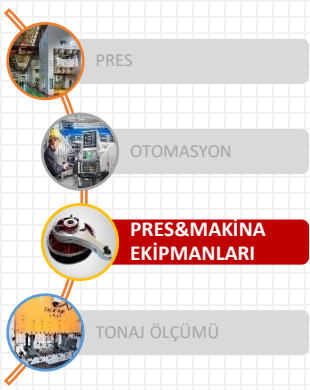 PRES
OTOMASYON
PRES&MAKİNA
EKİPMANLARI
TONAJ ÖLÇÜMÜ